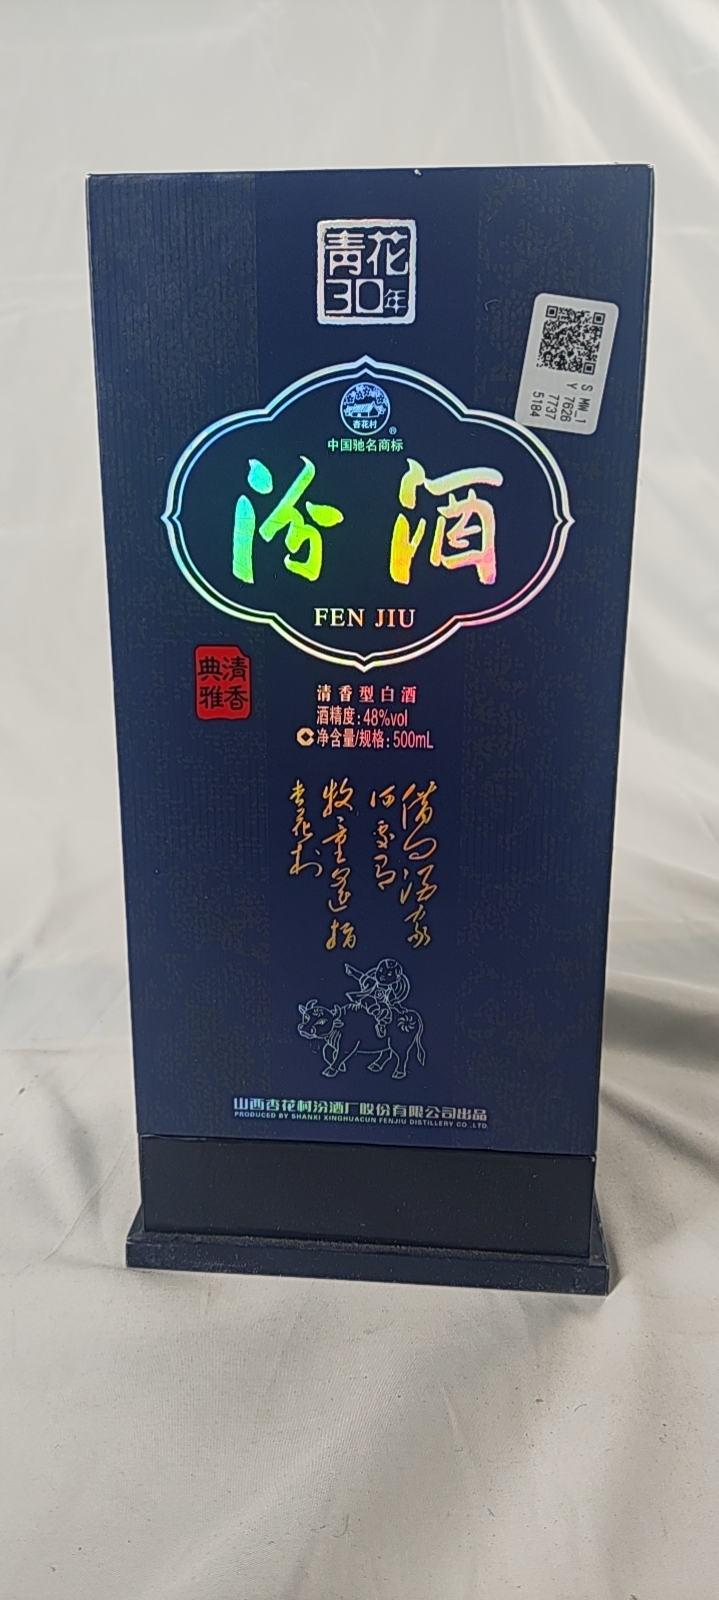 青花
30年
杏花村
®
中国驰名商标
汾酒
FEN JIU
清香
典雅
清香型白酒
酒精度:48%vol
净含量/规格:500mL
借问酒家
何处有
牧童遥指
杏花村
山西杏花村汾酒厂股份有限公司出品
PRODUCED BY SHANXI XINGHUACUN FENJIU DISTILLERY CO.,LTD.
S MW_1
Y 7626
7737
5184